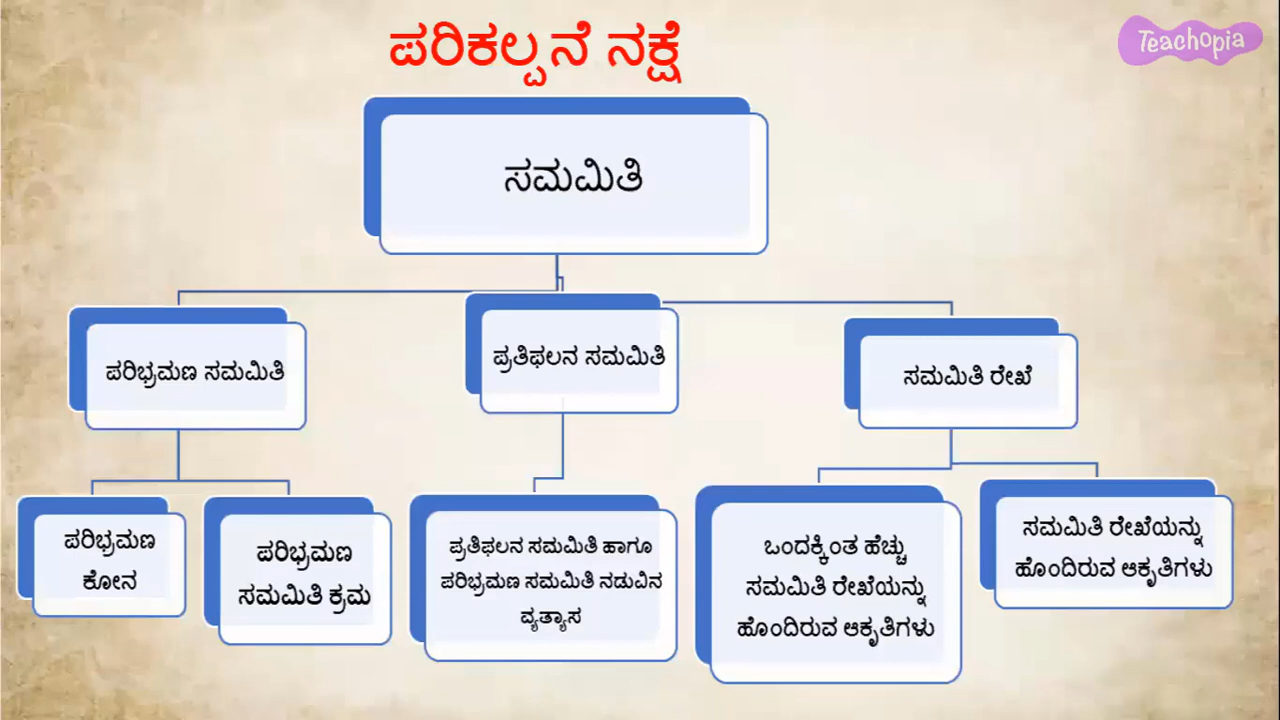 ಪರಿಕಲ್ಪನೆ ನಕ್ಷೆ
Teachopia
ಸಮಮಿತಿ
ಪರಿಭ್ರಮಣ ಸಮಮಿತಿ
ಪ್ರತಿಫಲನ ಸಮಮಿತಿ
ಸಮಮಿತಿ ರೇಖೆ
ಪರಿಭ್ರಮಣ
ಕೋನ
ಪರಿಭ್ರಮಣ
ಸಮಮಿತಿ ಕ್ರಮ
ಪ್ರತಿಫಲನ ಸಮಮಿತಿ ಹಾಗೂ
ಪರಿಭ್ರಮಣ ಸಮಮಿತಿ ನಡುವಿನ
ವ್ಯತ್ಯಾಸ
ಒಂದಕ್ಕಿಂತ ಹೆಚ್ಚು
ಸಮಮಿತಿ ರೇಖೆಯನ್ನು
ಹೊಂದಿರುವ ಆಕೃತಿಗಳು
ಸಮಮಿತಿ ರೇಖೆಯನ್ನು
ಹೊಂದಿರುವ ಆಕೃತಿಗಳು